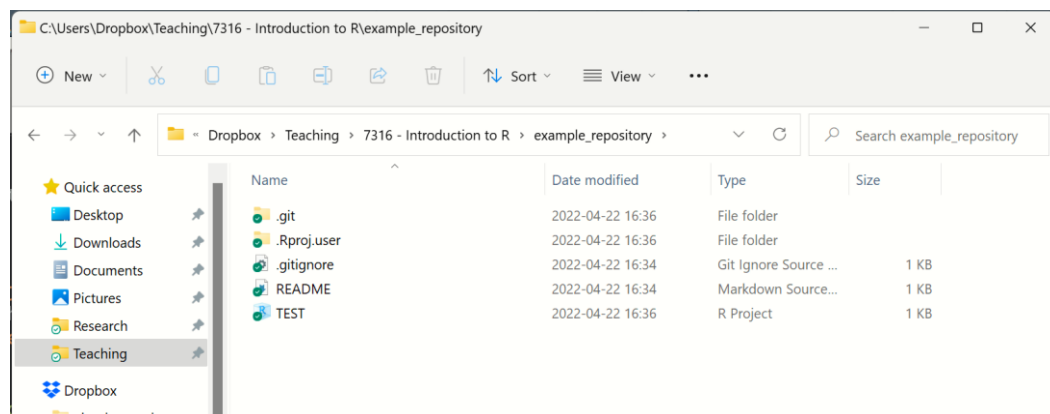 C:\Users\Dropbox\Teaching\7316 - Introduction to R\example_repository
New
Sort
View
« Dropbox › Teaching › 7316 - Introduction to R › example_repository ›
Search example_repository
Quick access
Desktop
Downloads
Documents
Pictures
Research
Teaching
Dropbox
Name Date modified Type Size
.git 2022-04-22 16:36 File folder
.Rproj.user 2022-04-22 16:36 File folder
.gitignore 2022-04-22 16:34 Git Ignore Source ... 1 KB
README 2022-04-22 16:34 Markdown Source... 1 KB
TEST 2022-04-22 16:36 R Project 1 KB